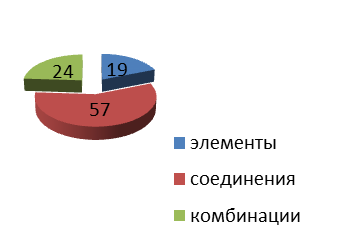 24 19
57
элементы
соединения
комбинации